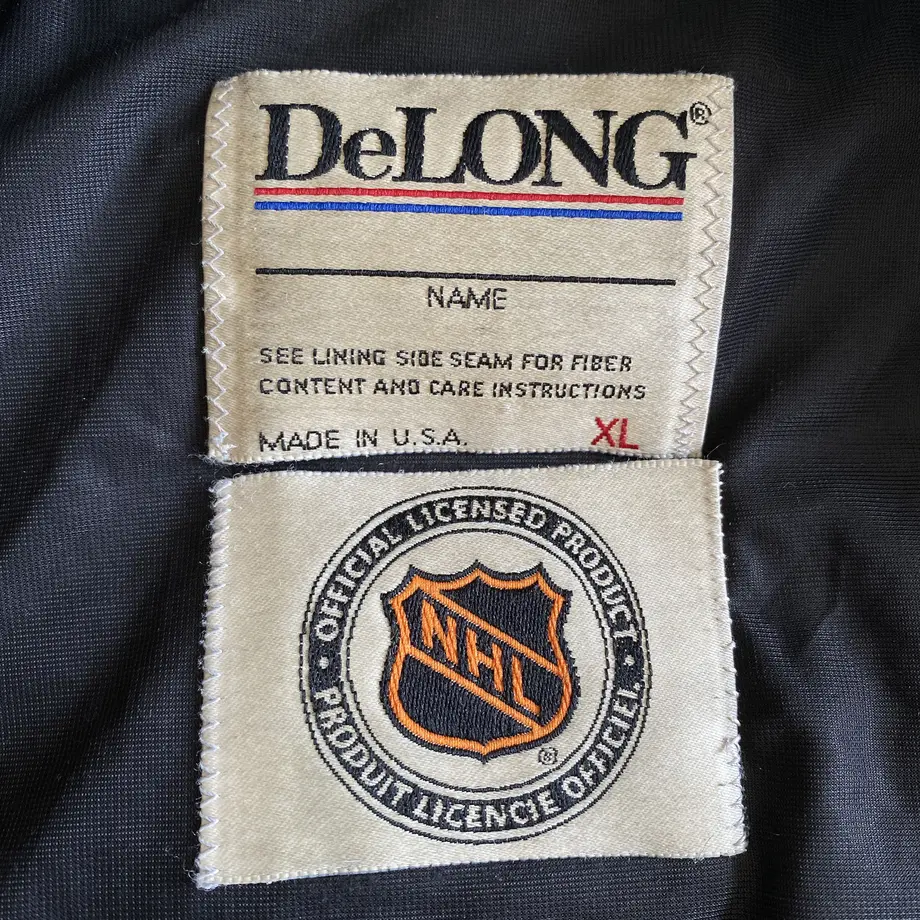 DeLONG®
NAME
SEE LINING SIDE SEAM FOR FIBER
CONTENT AND CARE INSTRUCTIONS
MADE IN U.S.A. XL
• OFFICIAL LICENSED PRODUCT •
NHL
®
PRODUIT LICENCIE OFFICIEL